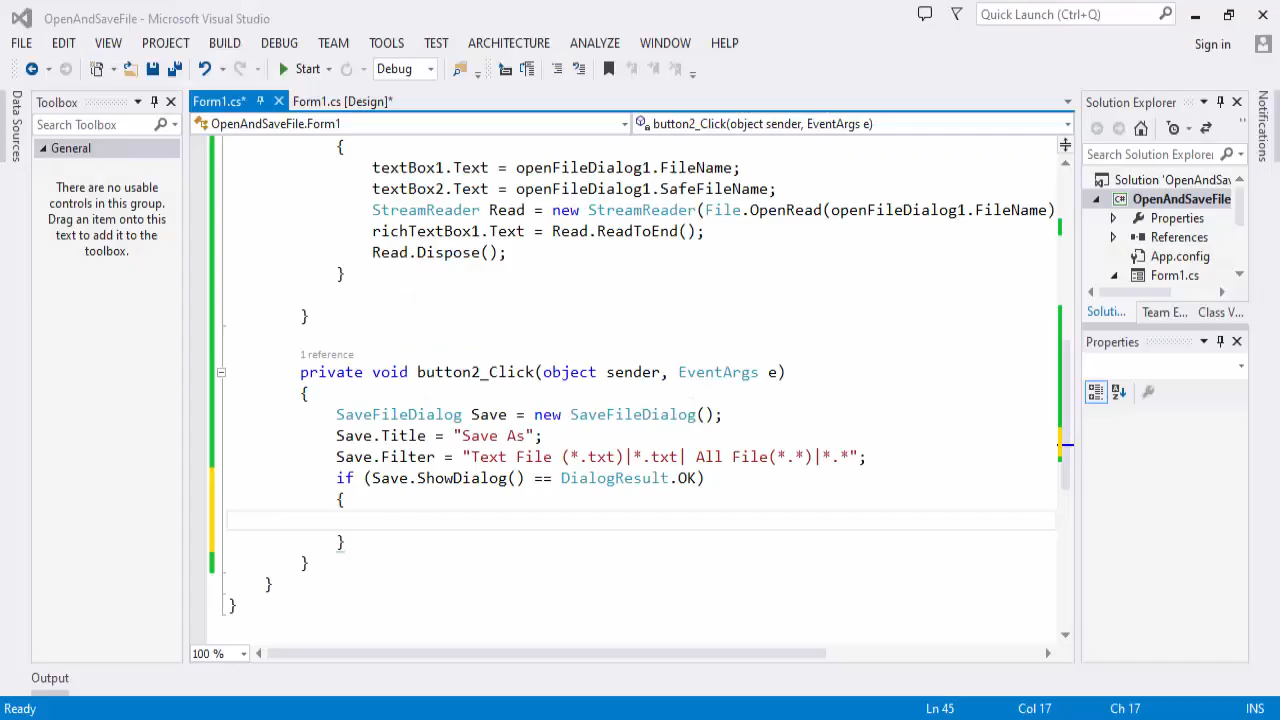 OpenAndSaveFile - Microsoft Visual Studio
Quick Launch (Ctrl+Q)
FILE EDIT VIEW PROJECT BUILD DEBUG TEAM TOOLS TEST ARCHITECTURE ANALYZE WINDOW HELP
Sign in
Start Debug
Data Sources
Toolbox
Search Toolbox
General
There are no usable
controls in this group.
Drag an item onto this
text to add it to the
toolbox.
Form1.cs* Form1.cs [Design]*
OpenAndSaveFile.Form1 button2_Click(object sender, EventArgs e)
{
textBox1.Text = openFileDialog1.FileName;
textBox2.Text = openFileDialog1.SafeFileName;
StreamReader Read = new StreamReader(File.OpenRead(openFileDialog1.FileName)
richTextBox1.Text = Read.ReadToEnd();
Read.Dispose();
}
}
1 reference
private void button2_Click(object sender, EventArgs e)
{
SaveFileDialog Save = new SaveFileDialog();
Save.Title = "Save As";
Save.Filter = "Text File (*.txt)|*.txt| All File(*.*)|*.*";
if (Save.ShowDialog() == DialogResult.OK)
{
}
}
}
}
100 %
Solution Explorer
Search Solution Explorer
Solution 'OpenAndSav
OpenAndSaveFile
Properties
References
App.config
Form1.cs
Soluti... Team E... Class V...
Properties
Notifications
Output
Ready Ln 45 Col 17 Ch 17 INS